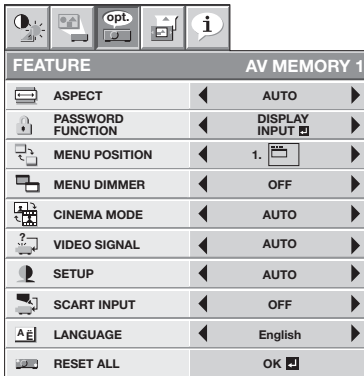 opt.
i
FEATURE AV MEMORY 1
ASPECT AUTO
PASSWORD FUNCTION DISPLAY INPUT
MENU POSITION 1.
MENU DIMMER OFF
CINEMA MODE AUTO
VIDEO SIGNAL AUTO
SETUP AUTO
SCART INPUT OFF
A Ë LANGUAGE English
RESET ALL OK